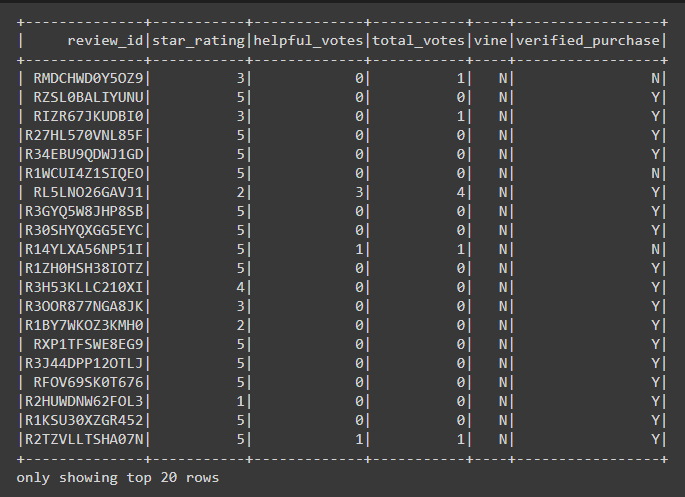 +--------------+-----------+-------------+-----------+----+-----------------+
|     review_id|star_rating|helpful_votes|total_votes|vine|verified_purchase|
+--------------+-----------+-------------+-----------+----+-----------------+
| RMDCHWD0Y5OZ9|          3|            0|          1|   N|                N|
| RZSL0BALIYUNU|          5|            0|          0|   N|                Y|
| RIZR67JKUDBI0|          3|            0|          1|   N|                Y|
|R27HL570VNL85F|          5|            0|          0|   N|                Y|
|R34EBU9QDWJ1GD|          5|            0|          0|   N|                Y|
|R1WCUI4Z1SIQEO|          5|            0|          0|   N|                N|
| RL5LNO26GAVJ1|          2|            3|          4|   N|                Y|
|R3GYQ5W8JHP8SB|          5|            0|          0|   N|                Y|
|R30SHYQXGG5EYC|          5|            0|          0|   N|                Y|
|R14YLXA56NP51I|          5|            1|          1|   N|                N|
|R1ZH0HSH38IOTZ|          5|            0|          0|   N|                Y|
|R3H53KLLC210XI|          4|            0|          0|   N|                Y|
|R3OOR877NGA8JK|          3|            0|          0|   N|                Y|
|R1BY7WKOZ3KMH0|          2|            0|          0|   N|                Y|
| RXP1TFSWE8EG9|          5|            0|          0|   N|                Y|
|R3J44DPP12OTLJ|          5|            0|          0|   N|                Y|
| RFOV69SK0T676|          5|            0|          0|   N|                Y|
|R2HUWDNW62FOL3|          1|            0|          0|   N|                Y|
|R1KSU30XZGR452|          5|            0|          0|   N|                Y|
|R2TZVLLTSHA07N|          5|            1|          1|   N|                Y|
+--------------+-----------+-------------+-----------+----+-----------------+
only showing top 20 rows